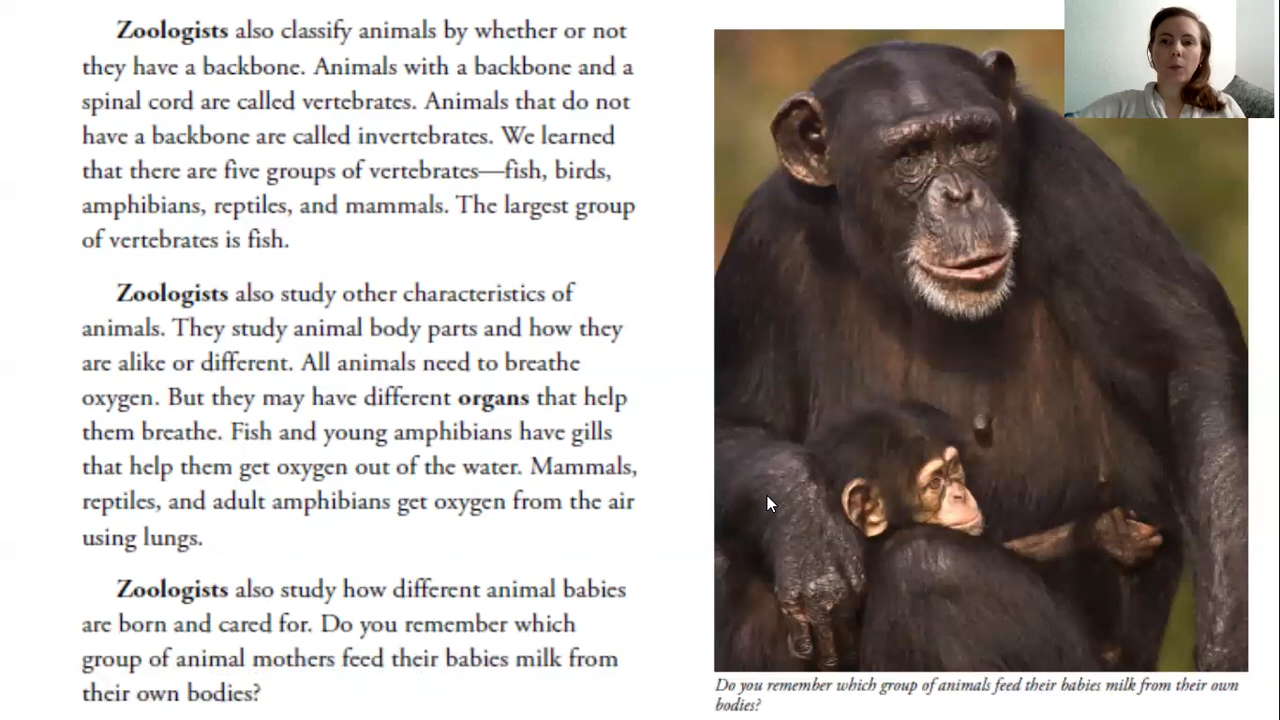 Zoologists also classify animals by whether or not
they have a backbone. Animals with a backbone and a
spinal cord are called vertebrates. Animals that do not
have a backbone are called invertebrates. We learned
that there are five groups of vertebrates—fish, birds,
amphibians, reptiles, and mammals. The largest group
of vertebrates is fish.
Zoologists also study other characteristics of
animals. They study animal body parts and how they
are alike or different. All animals need to breathe
oxygen. But they may have different organs that help
them breathe. Fish and young amphibians have gills
that help them get oxygen out of the water. Mammals,
reptiles, and adult amphibians get oxygen from the air
using lungs.
Zoologists also study how different animal babies
are born and cared for. Do you remember which
group of animal mothers feed their babies milk from
their own bodies?
Do you remember which group of animals feed their babies milk from their own
bodies?